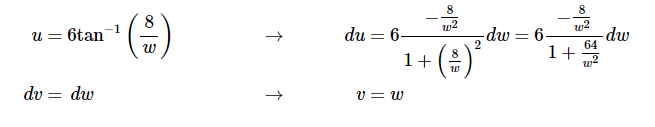 u = 6tan⁻¹(8/w) → du = 6 (−8/w²)/(1 + (8/w)²) dw = 6 (−8/w²)/(1 + 64/w²) dw
dv = dw → v = w